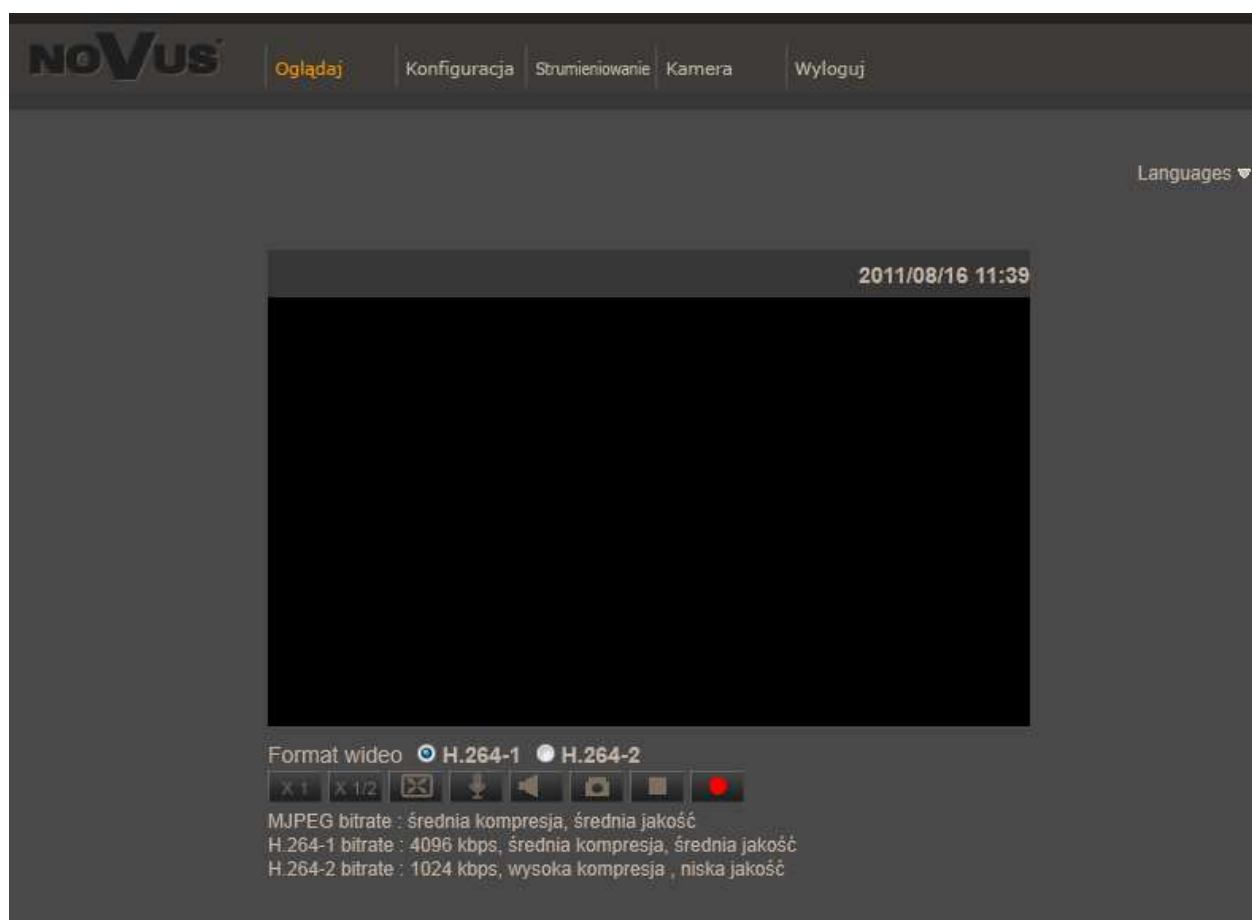 NOVUS
Oglądaj Konfiguracja Strumieniowanie Kamera Wyloguj
Languages
2011/08/16 11:39
Format wideo H.264-1 H.264-2
X 1 X 1/2
MJPEG bitrate : średnia kompresja, średnia jakość
H.264-1 bitrate : 4096 kbps, średnia kompresja, średnia jakość
H.264-2 bitrate : 1024 kbps, wysoka kompresja , niska jakość